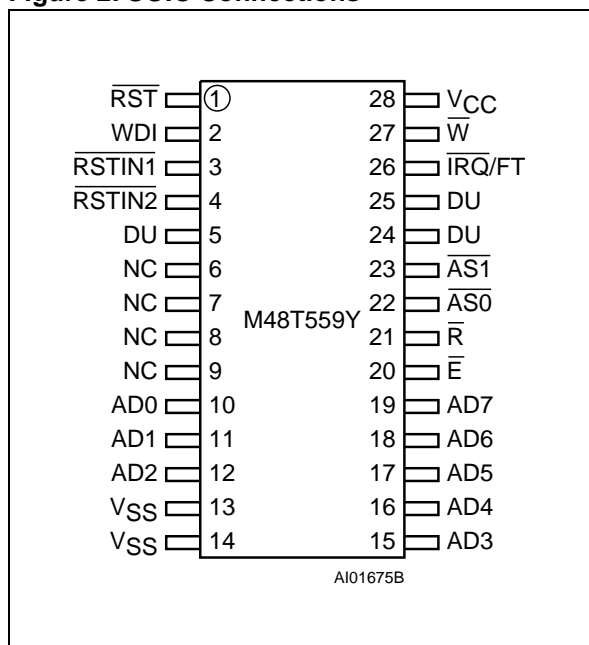 Figure 2. SOIC Connections
RST 1 28 VCC
WDI 2 27 W
RSTIN1 3 26 IRQ/FT
RSTIN2 4 25 DU
DU 5 24 DU
NC 6 23 AS1
NC 7 22 AS0
M48T559Y
NC 8 21 R
NC 9 20 E
AD0 10 19 AD7
AD1 11 18 AD6
AD2 12 17 AD5
VSS 13 16 AD4
VSS 14 15 AD3
AI01675B